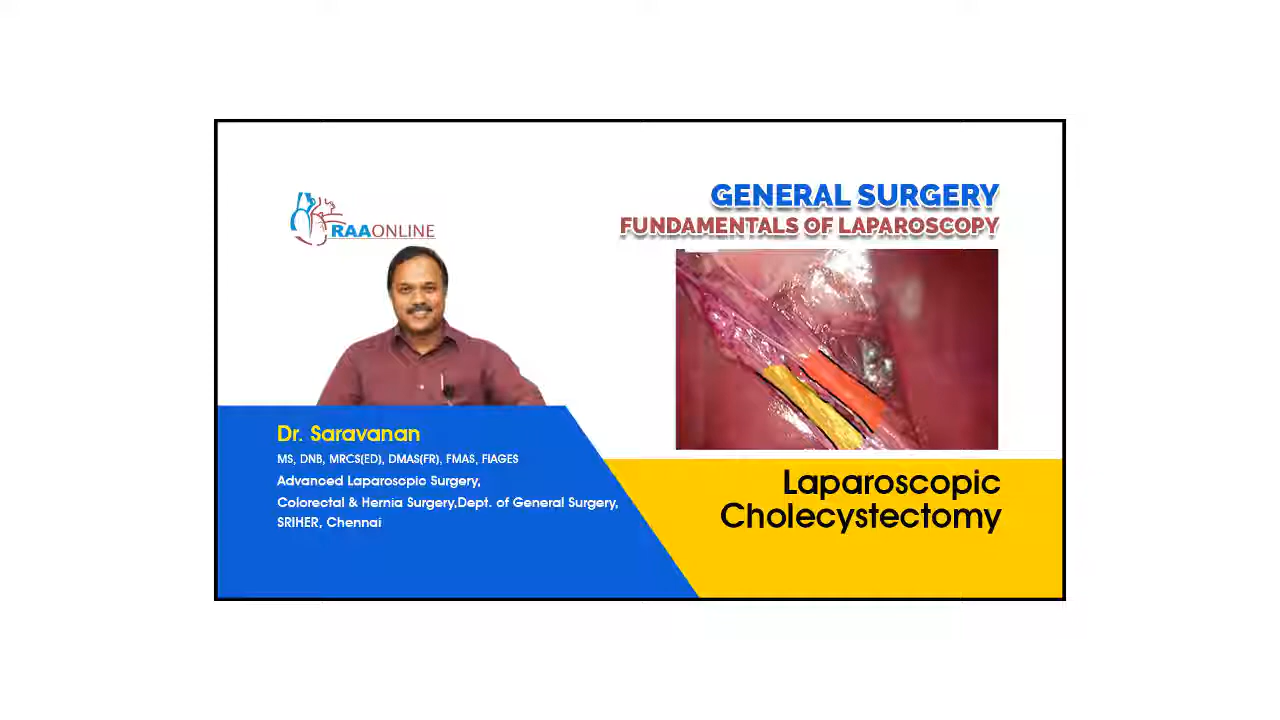 RAAONLINE
GENERAL SURGERY
FUNDAMENTALS OF LAPAROSCOPY
Dr. Saravanan
MS, DNB, MRCS(ED), DMAS(FR), FMAS, FIAGES
Advanced Laparoscpic Surgery,
Colorectal & Hernia Surgery,Dept. of General Surgery,
SRIHER, Chennai
Laparoscopic
Cholecystectomy